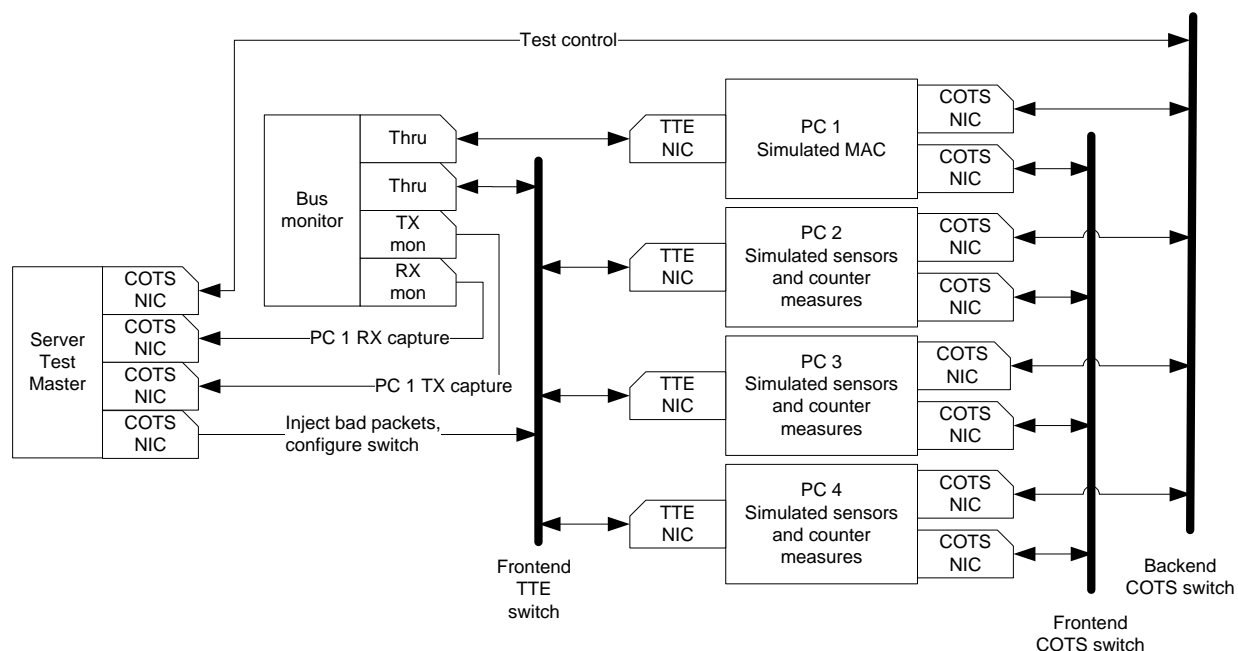 Test control
COTS
NIC
PC 1
Simulated MAC
TTE
NIC
Thru
COTS
NIC
Bus
monitor
Thru
TX
mon
RX
mon
PC 2
Simulated sensors
and counter
measures
TTE
NIC
COTS
NIC
COTS
NIC
Server
Test
Master
COTS
NIC
COTS
NIC
COTS
NIC
COTS
NIC
PC 1 RX capture
PC 1 TX capture
Inject bad packets,
configure switch
PC 3
Simulated sensors
and counter
measures
TTE
NIC
COTS
NIC
COTS
NIC
PC 4
Simulated sensors
and counter
measures
TTE
NIC
COTS
NIC
COTS
NIC
Frontend
TTE
switch
Backend
COTS switch
Frontend
COTS switch